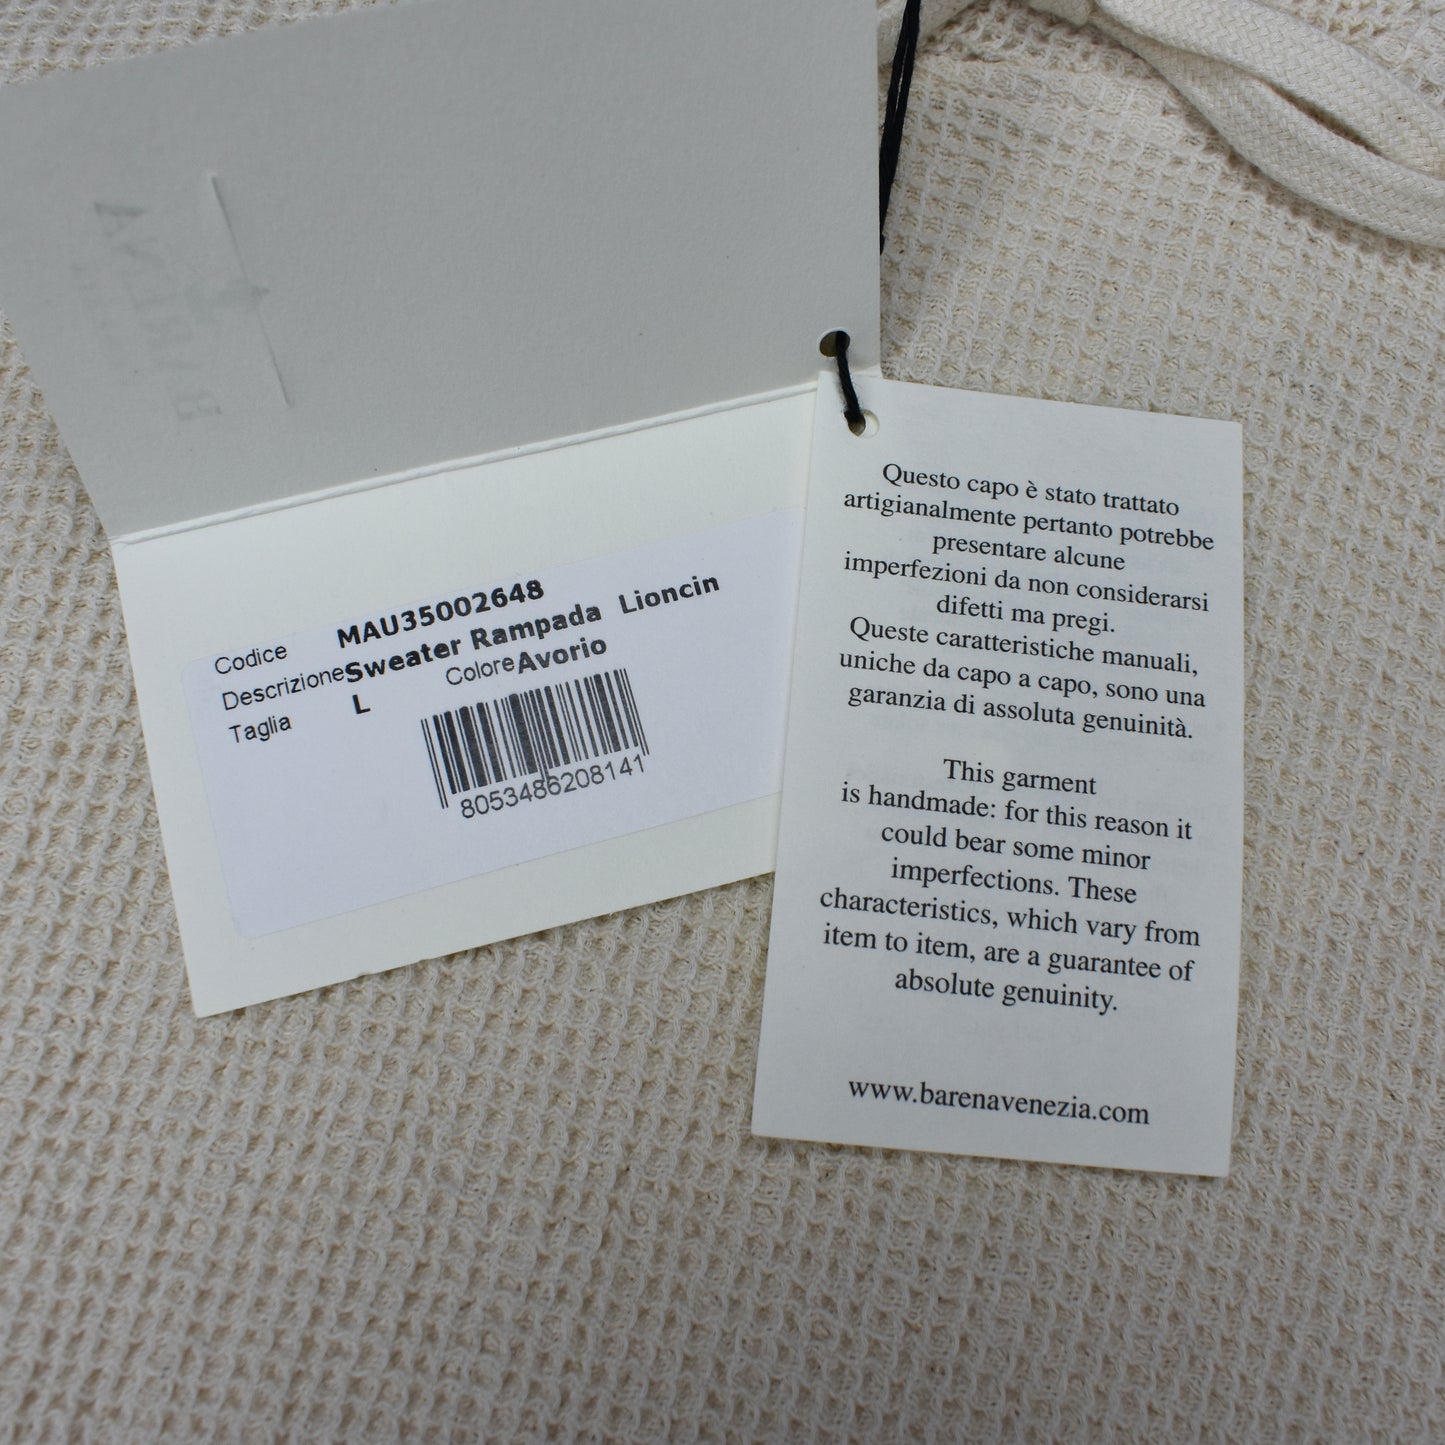 BARENA
Codice MAU35002648
Descrizione Sweater Rampada Lioncin
Taglia L Colore Avorio
8053486208141
Questo capo è stato trattato
artigianalmente pertanto potrebbe
presentare alcune
imperfezioni da non considerarsi
difetti ma pregi.
Queste caratteristiche manuali,
uniche da capo a capo, sono una
garanzia di assoluta genuinità.
This garment
is handmade: for this reason it
could bear some minor
imperfections. These
characteristics, which vary from
item to item, are a guarantee of
absolute genuinity.
www.barenavenezia.com